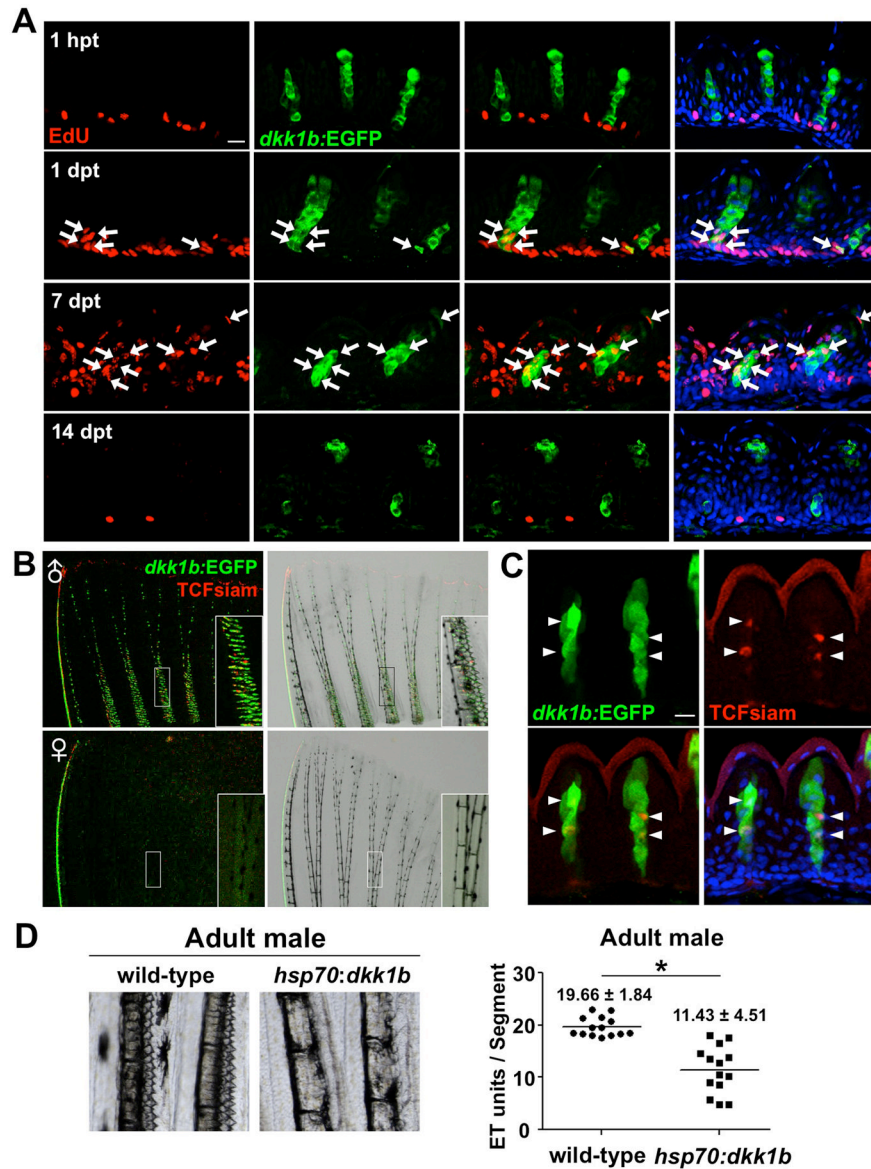 A
1 hpt
EdU
dkk1b:EGFP
1 dpt
7 dpt
14 dpt
B
♂
dkk1b:EGFP
TCFsiam
♀
C
dkk1b:EGFP
TCFsiam
D
Adult male
wild-type
hsp70:dkk1b
Adult male
ET units / Segment
30
20
10
0
*
19.66 ± 1.84
11.43 ± 4.51
wild-type
hsp70:dkk1b